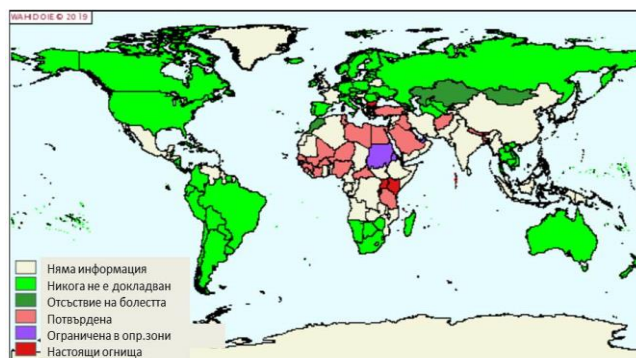 WAHID OIE © 2019
Няма информация
Никога не е докладван
Отсъствие на болестта
Потвърдена
Ограничена в опр.зони
Настоящи огнища